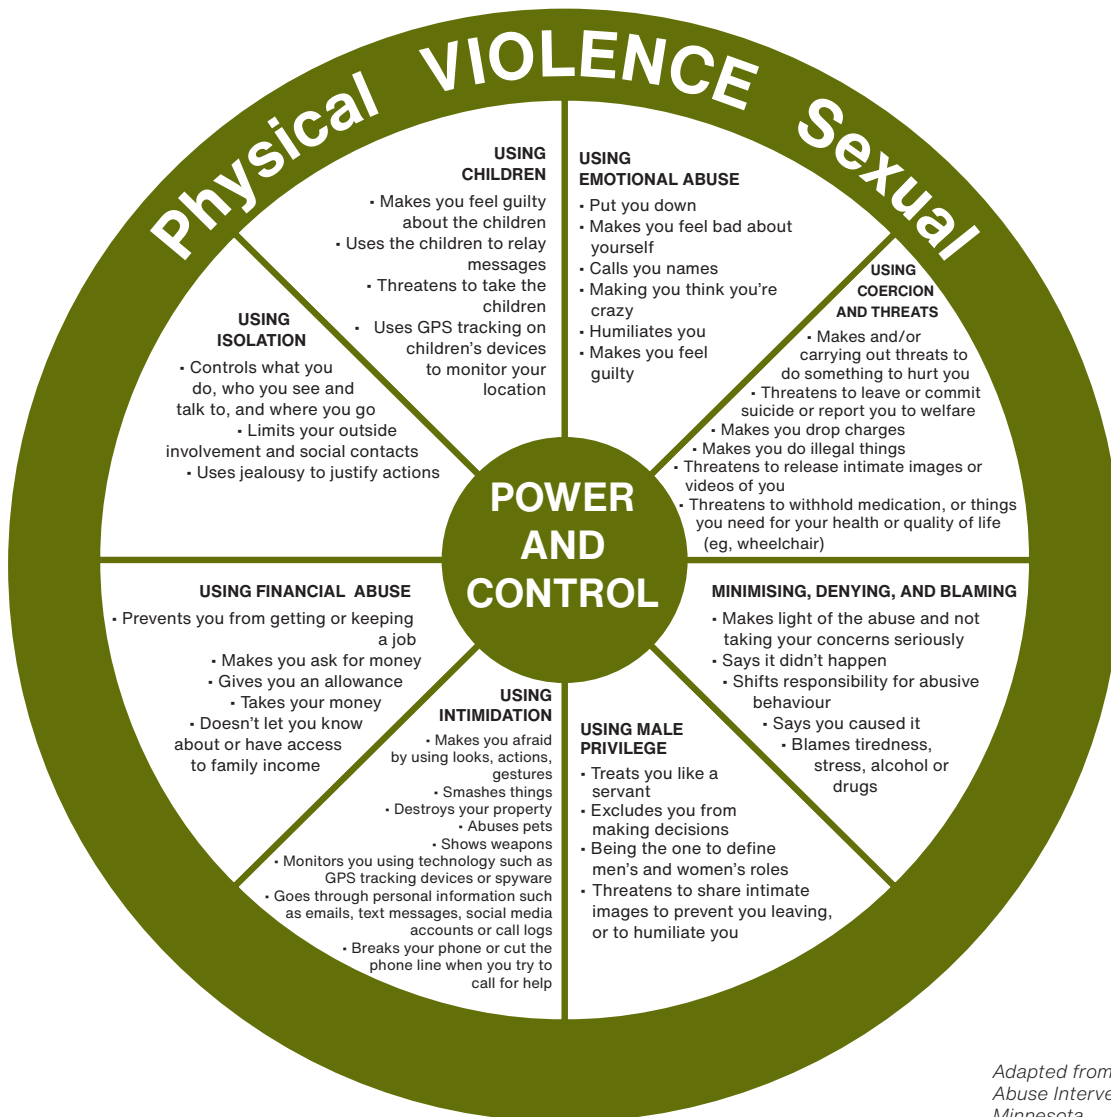 Physical VIOLENCE Sexual
USING
CHILDREN
▪ Makes you feel guilty
about the children
▪ Uses the children to relay
messages
▪ Threatens to take the
children
▪ Uses GPS tracking on
children’s devices
to monitor your
location
USING
EMOTIONAL ABUSE
▪ Put you down
▪ Makes you feel bad about
yourself
▪ Calls you names
▪ Making you think you’re
crazy
▪ Humiliates you
▪ Makes you feel
guilty
USING
COERCION
AND THREATS
▪ Makes and/or
carrying out threats to
do something to hurt you
▪ Threatens to leave or commit
suicide or report you to welfare
▪ Makes you drop charges
▪ Makes you do illegal things
▪ Threatens to release intimate images or
videos of you
▪ Threatens to withhold medication, or things
you need for your health or quality of life
(eg, wheelchair)
USING
ISOLATION
▪ Controls what you
do, who you see and
talk to, and where you go
▪ Limits your outside
involvement and social contacts
▪ Uses jealousy to justify actions
POWER
AND
CONTROL
USING FINANCIAL ABUSE
▪ Prevents you from getting or keeping
a job
▪ Makes you ask for money
▪ Gives you an allowance
▪ Takes your money
▪ Doesn’t let you know
about or have access
to family income
MINIMISING, DENYING, AND BLAMING
▪ Makes light of the abuse and not
taking your concerns seriously
▪ Says it didn’t happen
▪ Shifts responsibility for abusive
behaviour
▪ Says you caused it
▪ Blames tiredness,
stress, alcohol or
drugs
USING
INTIMIDATION
▪ Makes you afraid
by using looks, actions,
gestures
▪ Smashes things
▪ Destroys your property
▪ Abuses pets
▪ Shows weapons
▪ Monitors you using technology such as
GPS tracking devices or spyware
▪ Goes through personal information such
as emails, text messages, social media
accounts or call logs
▪ Breaks your phone or cut the
phone line when you try to
call for help
USING MALE
PRIVILEGE
▪ Treats you like a
servant
▪ Excludes you from
making decisions
▪ Being the one to define
men’s and women’s roles
▪ Threatens to share intimate
images to prevent you leaving,
or to humiliate you
Adapted from
Abuse Interve
Minnesota